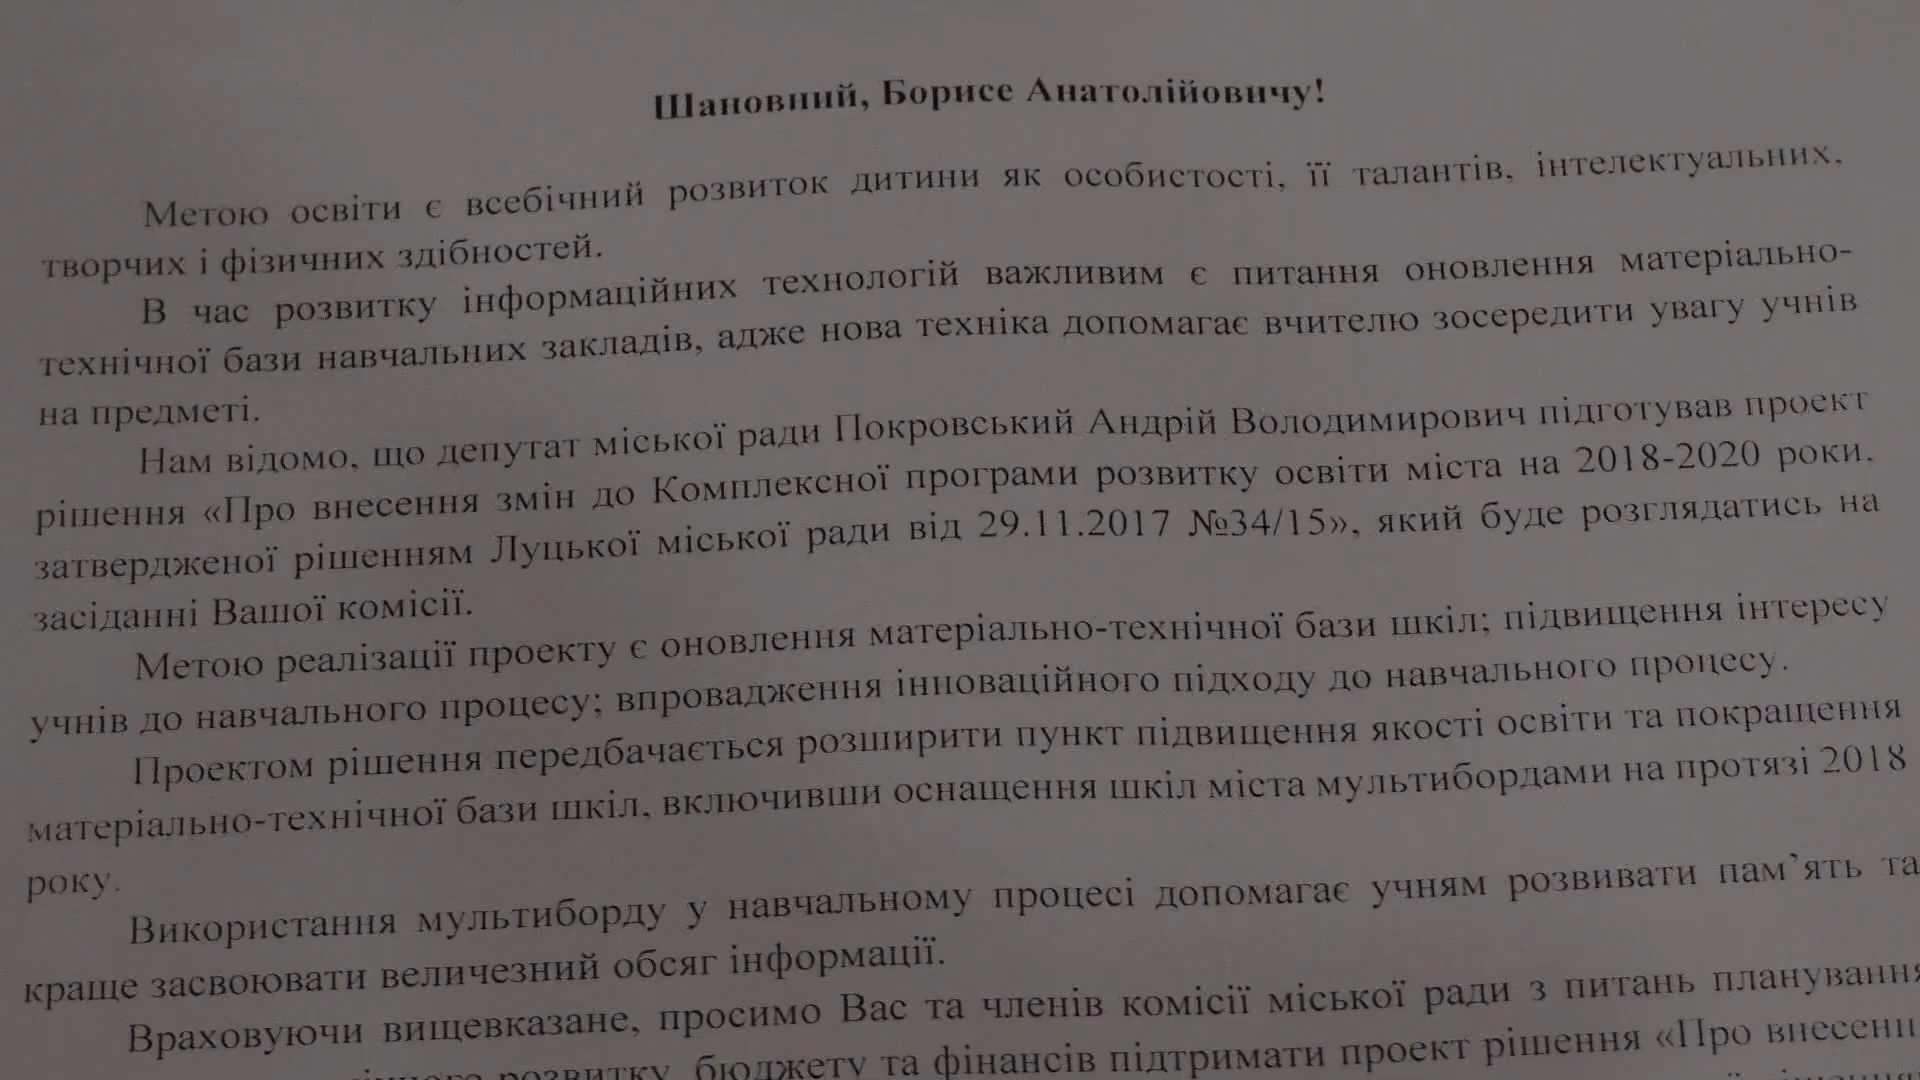 Шановний, Борисе Анатолійовичу!
Метою освіти є всебічний розвиток дитини як особистості, її талантів, інтелектуальних,
творчих і фізичних здібностей.
В час розвитку інформаційних технологій важливим є питання оновлення матеріально-
технічної бази навчальних закладів, адже нова техніка допомагає вчителю зосередити увагу учнів
на предметі.
Нам відомо, що депутат міської ради Покровський Андрій Володимирович підготував проект
рішення «Про внесення змін до Комплексної програми розвитку освіти міста на 2018-2020 роки,
затвердженої рішенням Луцької міської ради від 29.11.2017 №34/15», який буде розглядатись на
засіданні Вашої комісії.
Метою реалізації проекту є оновлення матеріально-технічної бази шкіл; підвищення інтересу
учнів до навчального процесу; впровадження інноваційного підходу до навчального процесу.
Проектом рішення передбачається розширити пункт підвищення якості освіти та покращення
матеріально-технічної бази шкіл, включивши оснащення шкіл міста мультибордами на протязі 2018
року.
Використання мультиборду у навчальному процесі допомагає учням розвивати пам’ять та
краще засвоювати величезний обсяг інформації.
Враховуючи вищевказане, просимо Вас та членів комісії міської ради з питань планування
розвитку, бюджету та фінансів підтримати проект рішення «Про внесенн